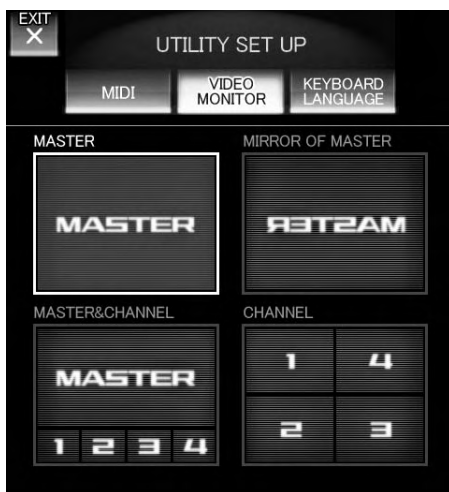 EXIT
×
UTILITY SET UP
MIDI
VIDEO
MONITOR
KEYBOARD
LANGUAGE
MASTER
MIRROR OF MASTER
MASTER
MASTER
MASTER&CHANNEL
CHANNEL
MASTER
1 2 3 4
1 4
2 3